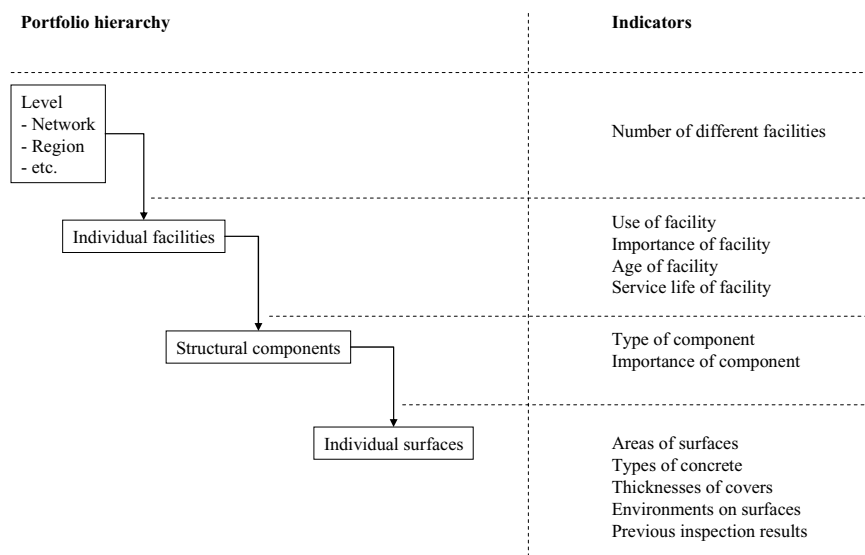 Portfolio hierarchy
Indicators
Level
- Network
- Region
- etc.
Number of different facilities
Individual facilities
Use of facility
Importance of facility
Age of facility
Service life of facility
Structural components
Type of component
Importance of component
Individual surfaces
Areas of surfaces
Types of concrete
Thicknesses of covers
Environments on surfaces
Previous inspection results